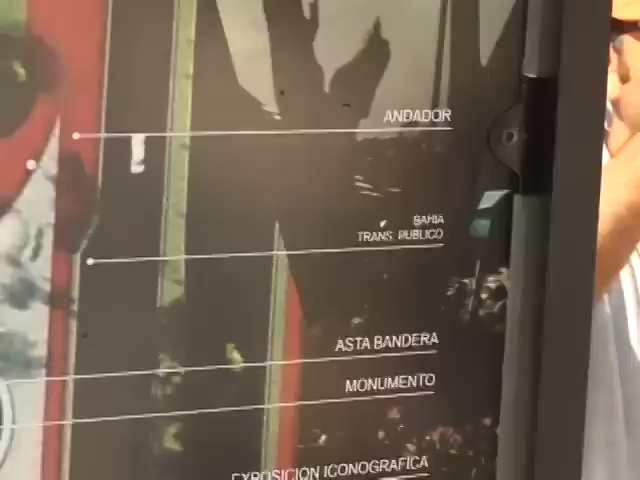 ANDADOR
BAHIA
TRANS. PUBLICO
ASTA BANDERA
MONUMENTO
EXPOSICION ICONOGRAFICA